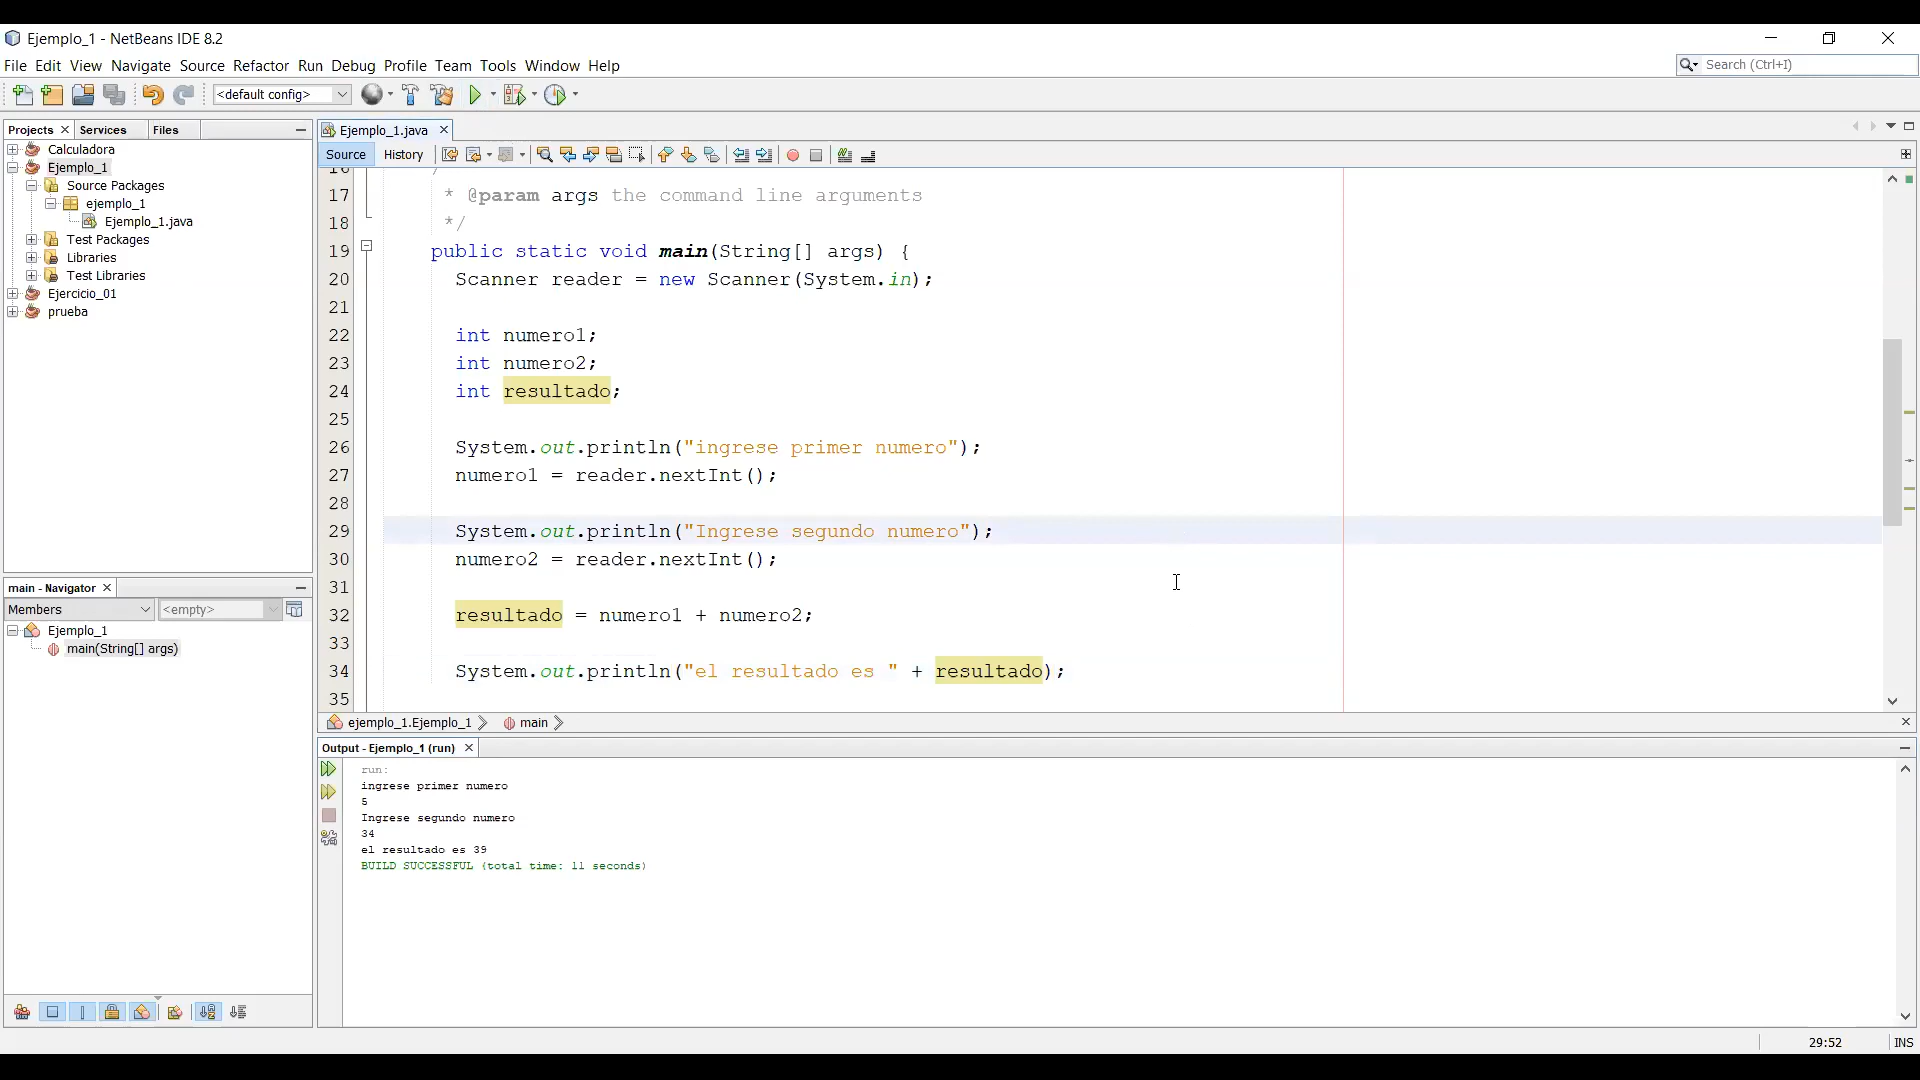 Ejemplo_1 - NetBeans IDE 8.2
File Edit View Navigate Source Refactor Run Debug Profile Team Tools Window Help
Search (Ctrl+I)
<default config>
Projects Services Files
Calculadora
Ejemplo_1
Source Packages
ejemplo_1
Ejemplo_1.java
Test Packages
Libraries
Test Libraries
Ejercicio_01
prueba
main - Navigator
Members <empty>
Ejemplo_1
main(String[] args)
Ejemplo_1.java
Source History
16
17 * @param args the command line arguments
18 */
19 public static void main(String[] args) {
20 Scanner reader = new Scanner(System.in);
21
22 int numero1;
23 int numero2;
24 int resultado;
25
26 System.out.println("ingrese primer numero");
27 numero1 = reader.nextInt();
28
29 System.out.println("Ingrese segundo numero");
30 numero2 = reader.nextInt();
31
32 resultado = numero1 + numero2;
33
34 System.out.println("el resultado es " + resultado);
35
ejemplo_1.Ejemplo_1 main
Output - Ejemplo_1 (run)
run:
ingrese primer numero
5
Ingrese segundo numero
34
el resultado es 39
BUILD SUCCESSFUL (total time: 11 seconds)
29:52 INS